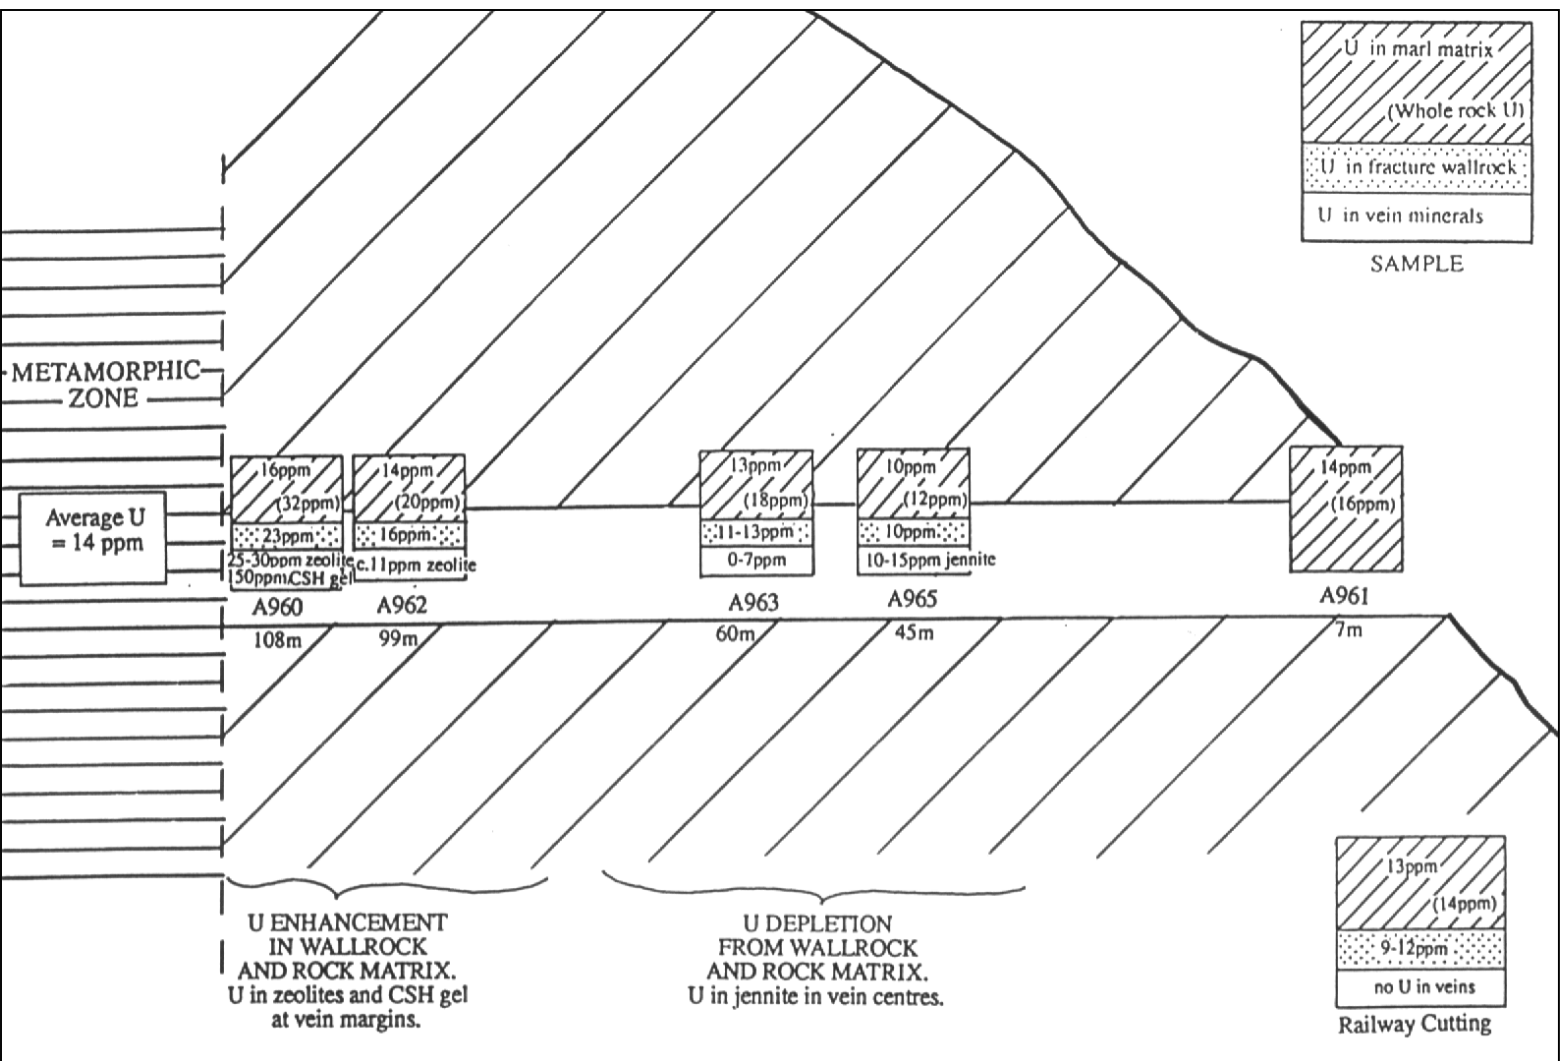 U in marl matrix
(Whole rock U)
U in fracture wallrock
U in vein minerals
SAMPLE
METAMORPHIC
ZONE
Average U
= 14 ppm
16ppm
(32ppm)
23ppm
25-30ppm zeolite
150ppm CSH gel
A960
108m
14ppm
(20ppm)
16ppm
c.11ppm zeolite
A962
99m
13ppm
(18ppm)
11-13ppm
0-7ppm
A963
60m
10ppm
(12ppm)
10ppm
10-15ppm jennite
A965
45m
14ppm
(16ppm)
A961
7m
U ENHANCEMENT
IN WALLROCK
AND ROCK MATRIX.
U in zeolites and CSH gel
at vein margins.
U DEPLETION
FROM WALLROCK
AND ROCK MATRIX.
U in jennite in vein centres.
13ppm
(14ppm)
9-12ppm
no U in veins
Railway Cutting